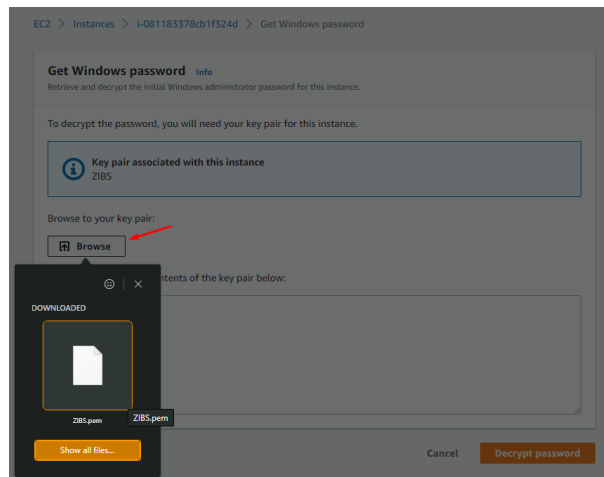 EC2 > Instances > i-081183378cb1f324d > Get Windows password
Get Windows password Info
Retrieve and decrypt the initial Windows administrator password for this instance.
To decrypt the password, you will need your key pair for this instance.
Key pair associated with this instance
ZIBS
Browse to your key pair:
Browse
ntents of the key pair below:
DOWNLOADED
ZIBS.pem
ZIBS.pem
Show all files...
Cancel
Decrypt password